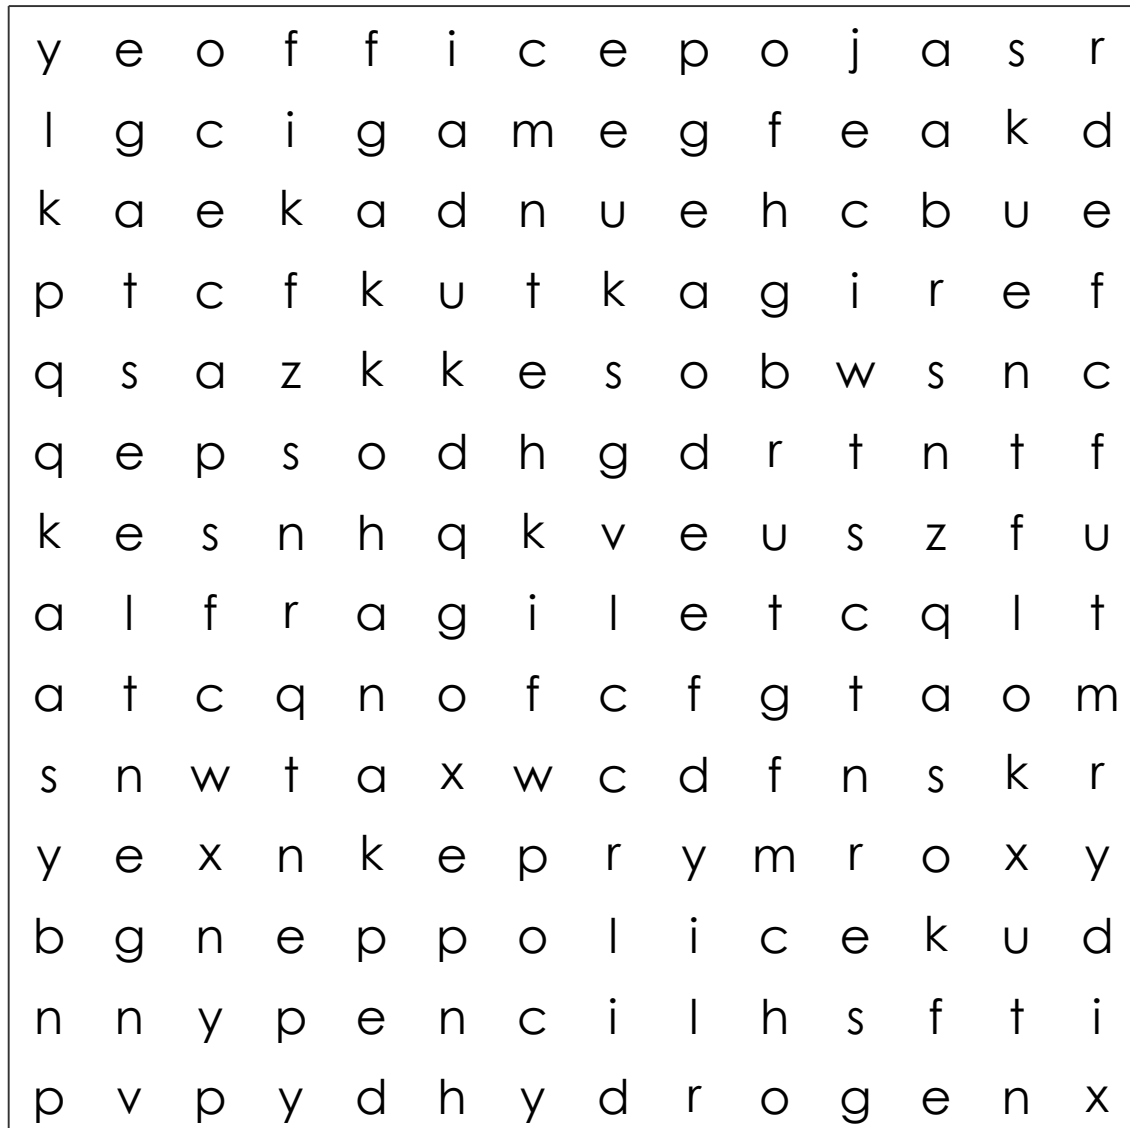 y e o f f i c e p o j a s r
l g c i g a m e g f e a k d
k a e k a d n u e h c b u e
p t c f k u t k a g i r e f
q s a z k k e s o b w s n c
q e p s o d h g d r t n t f
k e s n h q k v e u s z f u
a l f r a g i l e t c q l t
a t c q n o f c f g t a o m
s n w t a x w c d f n s k r
y e x n k e p r y m r o x y
b g n e p p o l i c e k u d
n n y p e n c i l h s f t i
p v p y d h y d r o g e n x